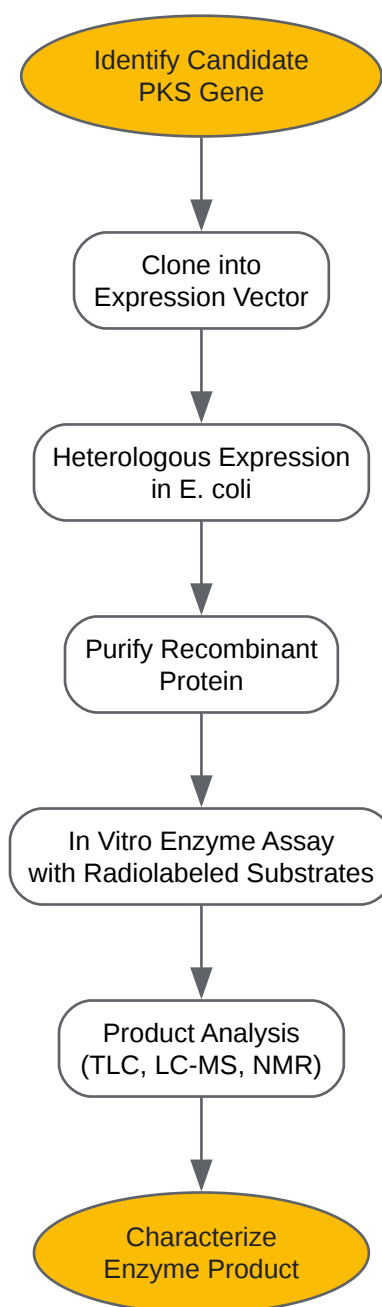 Identify Candidate
PKS Gene
Clone into
Expression Vector
Heterologous Expression
in E. coli
Purify Recombinant
Protein
In Vitro Enzyme Assay
with Radiolabeled Substrates
Product Analysis
(TLC, LC-MS, NMR)
Characterize
Enzyme Product